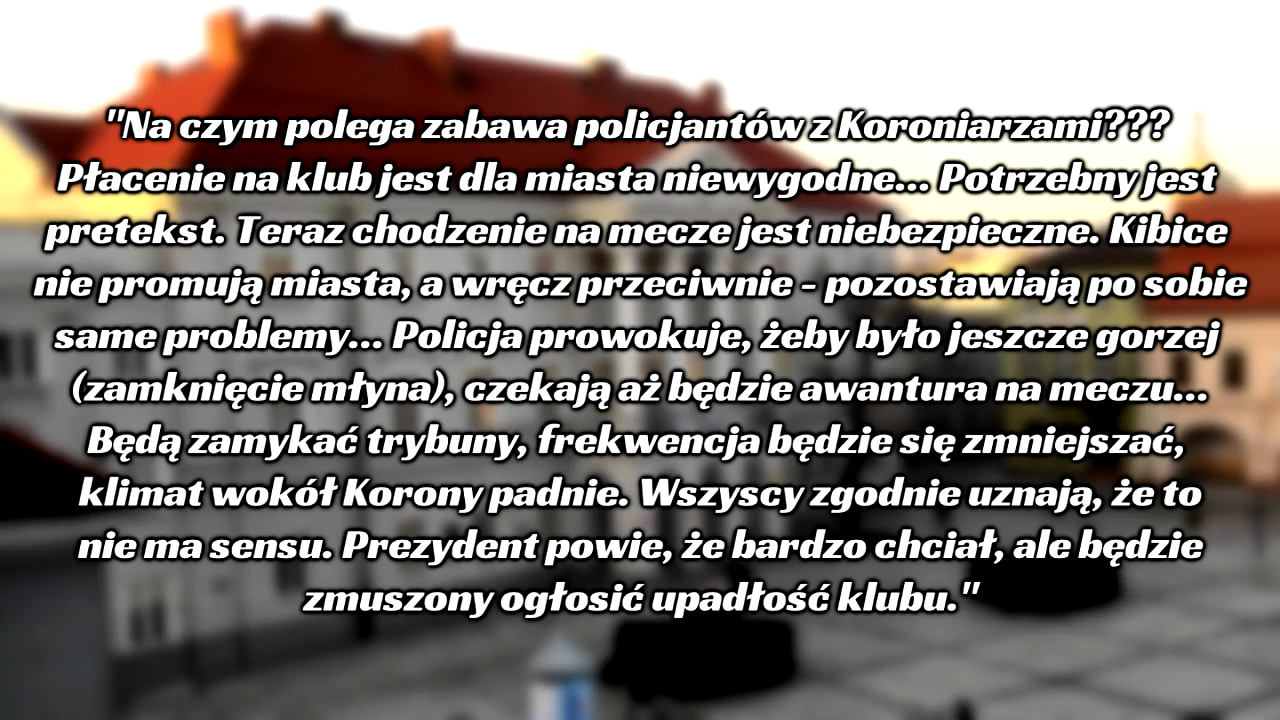 "Na czym polega zabawa policjantów z Koroniarzami???
Płacenie na klub jest dla miasta niewygodne... Potrzebny jest
pretekst. Teraz chodzenie na mecze jest niebezpieczne. Kibice
nie promują miasta, a wręcz przeciwnie - pozostawiają po sobie
same problemy... Policja prowokuje, żeby było jeszcze gorzej
(zamknięcie młyna), czekają aż będzie awantura na meczu...
Będą zamykać trybuny, frekwencja będzie się zmniejszać,
klimat wokół Korony padnie. Wszyscy zgodnie uznają, że to
nie ma sensu. Prezydent powie, że bardzo chciał, ale będzie
zmuszony ogłosić upadłość klubu."